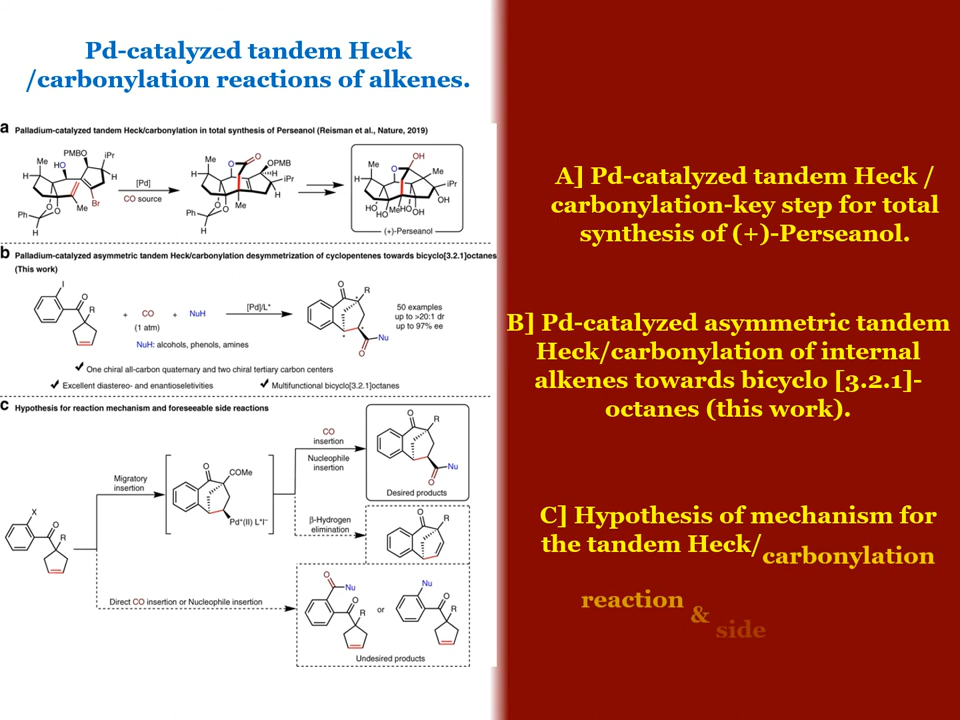 Pd-catalyzed tandem Heck
/carbonylation reactions of alkenes.
a Palladium-catalyzed tandem Heck/carbonylation in total synthesis of Perseanol (Reisman et al., Nature, 2019)
PMBO
iPr
HO
Me
H
H
Br
Me
O
O
Ph
H
[Pd]
CO source
O
O
OPMB
Me
H
H
iPr
Me
O
O
Ph
H
OH
O
Me
Me
H
iPr
HO
HO
Me
HO
OH
OH
(+)-Perseanol
b Palladium-catalyzed asymmetric tandem Heck/carbonylation desymmetrization of cyclopentenes towards bicyclo[3.2.1]octanes
(This work)
I
O
R
+ CO + NuH
(1 atm)
NuH: alcohols, phenols, amines
[Pd]/L*
O
R
*
*
Nu
O
50 examples
up to >20:1 dr
up to 97% ee
✓ One chiral all-carbon quaternary and two chiral tertiary carbon centers
✓ Excellent diastereo- and enantioseletivities ✓ Multifunctional bicyclo[3.2.1]octanes
c Hypothesis for reaction mechanism and foreseeable side reactions
X
O
R
Migratory
insertion
O
COMe
Pd*(II) L*I–
CO
insertion
Nucleophile
insertion
O
R
Nu
O
Desired products
β-Hydrogen
elimination
O
R
Direct CO insertion or Nucleophile insertion
O
Nu
O
R
or
Nu
O
R
Undesired products
A] Pd-catalyzed tandem Heck /
carbonylation-key step for total
synthesis of (+)-Perseanol.
B] Pd-catalyzed asymmetric tandem
Heck/carbonylation of internal
alkenes towards bicyclo [3.2.1]-
octanes (this work).
C] Hypothesis of mechanism for
the tandem Heck/carbonylation
reaction & side